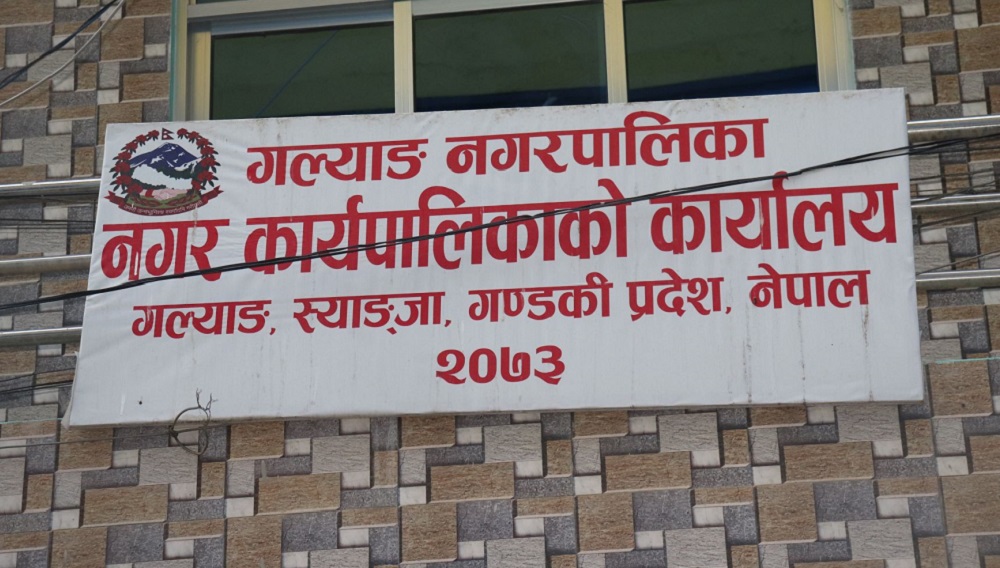 गल्याङ नगरपालिका
नगर कार्यपालिकाको कार्यालय
गल्याङ, स्याङ्जा, गण्डकी प्रदेश, नेपाल
२०७३